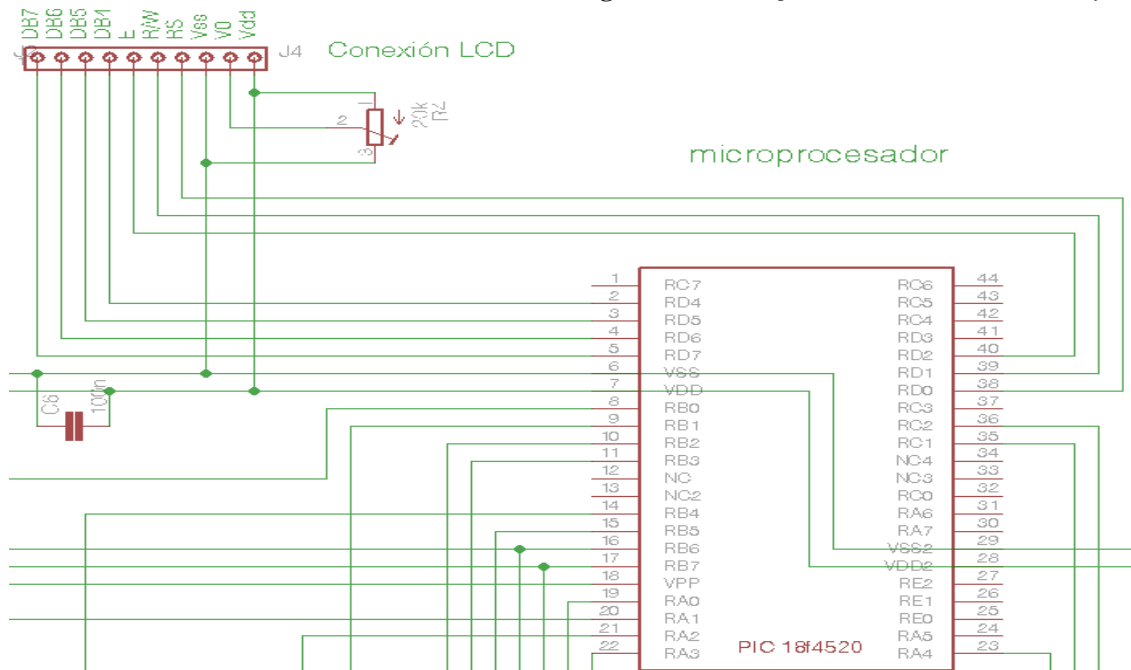 DB7
DB6
DB5
DB4
E
R/W
RS
Vss
V0
Vdd
J4
Conexión LCD
1
2
3
20k
R4
microprocesador
C6
100n
1 RC7 RC6 44
2 RD4 RC5 43
3 RD5 RC4 42
4 RD6 RD3 41
5 RD7 RD2 40
6 VSS RD1 39
7 VDD RD0 38
8 RB0 RC3 37
9 RB1 RC2 36
10 RB2 RC1 35
11 RB3 NC4 34
12 NC NC3 33
13 NC2 RC0 32
14 RB4 RA6 31
15 RB5 RA7 30
16 RB6 VSS2 29
17 RB7 VDD2 28
18 VPP RE2 27
19 RA0 RE1 26
20 RA1 RE0 25
21 RA2 RA5 24
22 RA3 RA4 23
PIC 18f4520